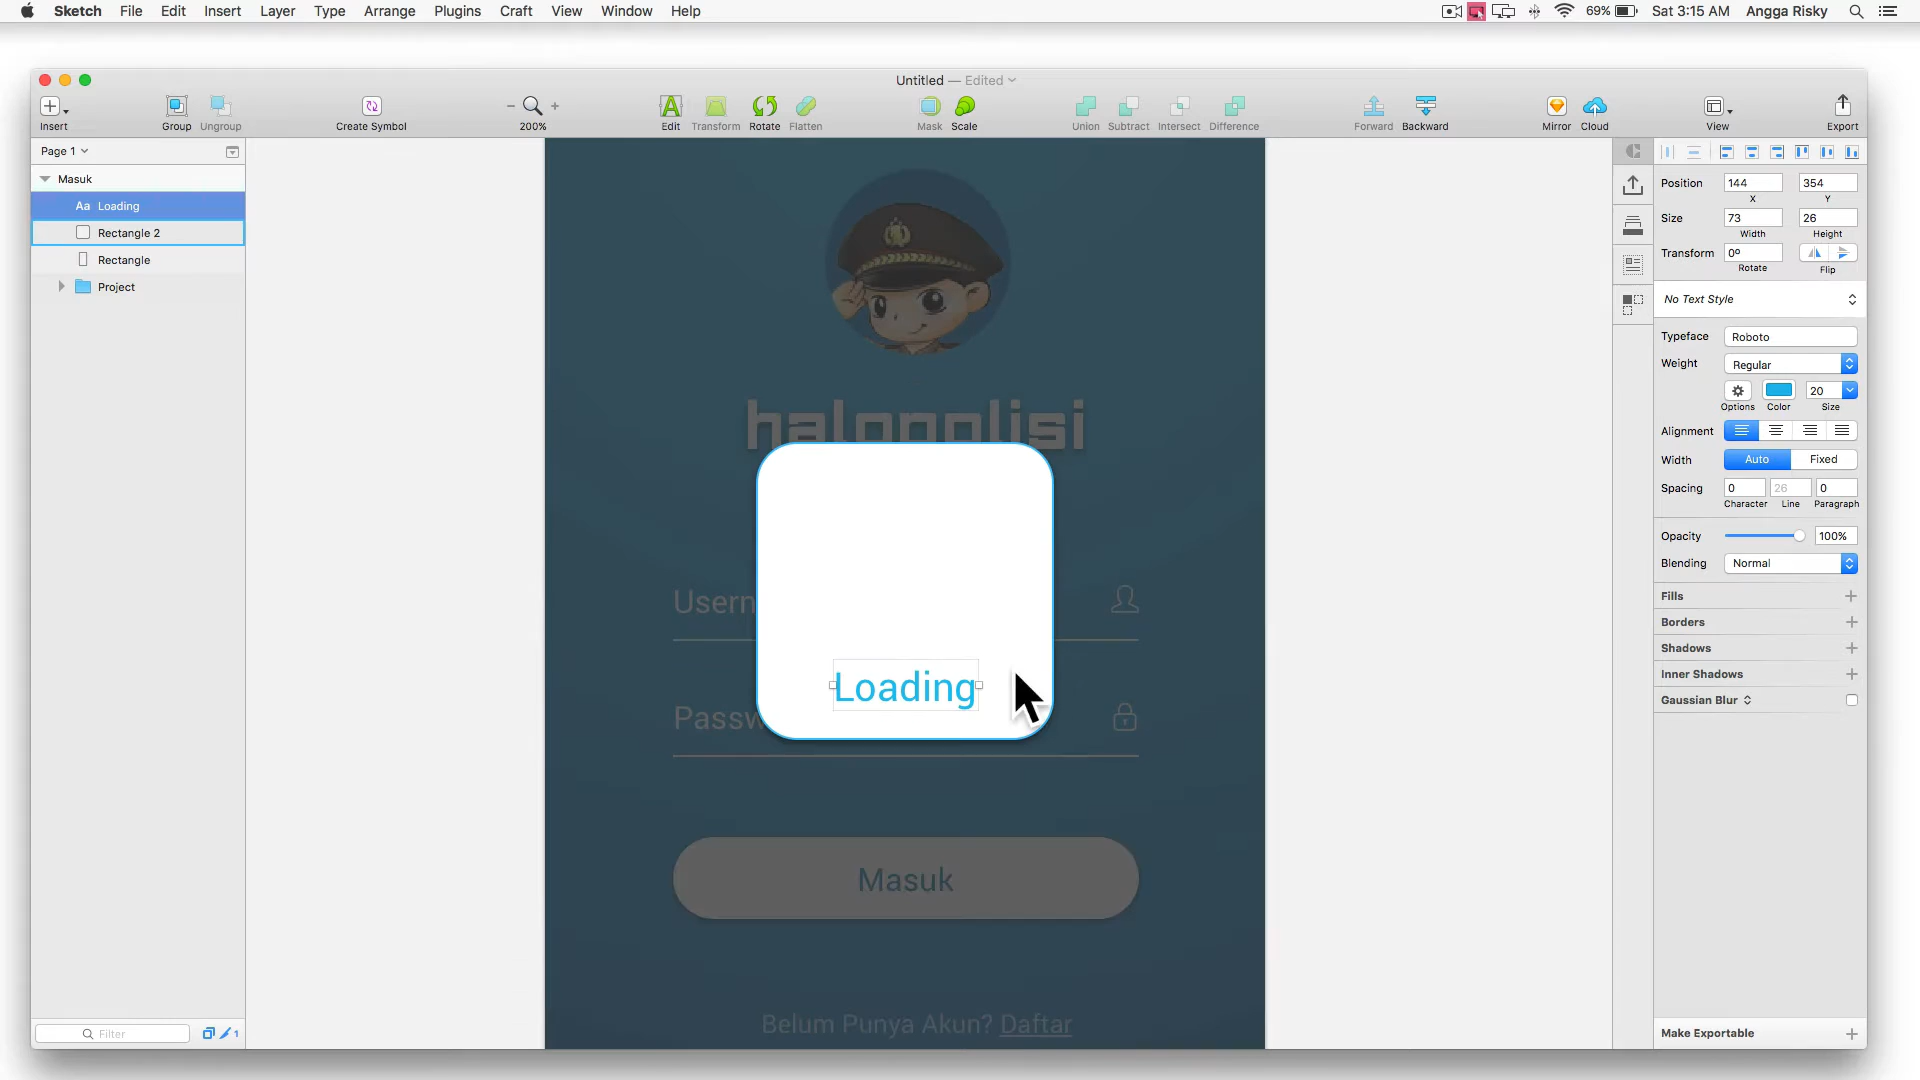 Sketch File Edit Insert Layer Type Arrange Plugins Craft View Window Help
69% Sat 3:15 AM Angga Risky
Untitled — Edited
Insert Group Ungroup Create Symbol 200% Edit Transform Rotate Flatten Mask Scale Union Subtract Intersect Difference Forward Backward Mirror Cloud View Export
Page 1
Masuk
Aa Loading
Rectangle 2
Rectangle
Project
Filter
1
halopolisi
Usern
Loading
Passw
Masuk
Belum Punya Akun? Daftar
Position 144 354
X Y
Size 73 26
Width Height
Transform 0º
Rotate Flip
No Text Style
Typeface Roboto
Weight Regular
20
Options Color Size
Alignment
Width Auto Fixed
Spacing 0 26 0
Character Line Paragraph
Opacity 100%
Blending Normal
Fills
Borders
Shadows
Inner Shadows
Gaussian Blur
Make Exportable